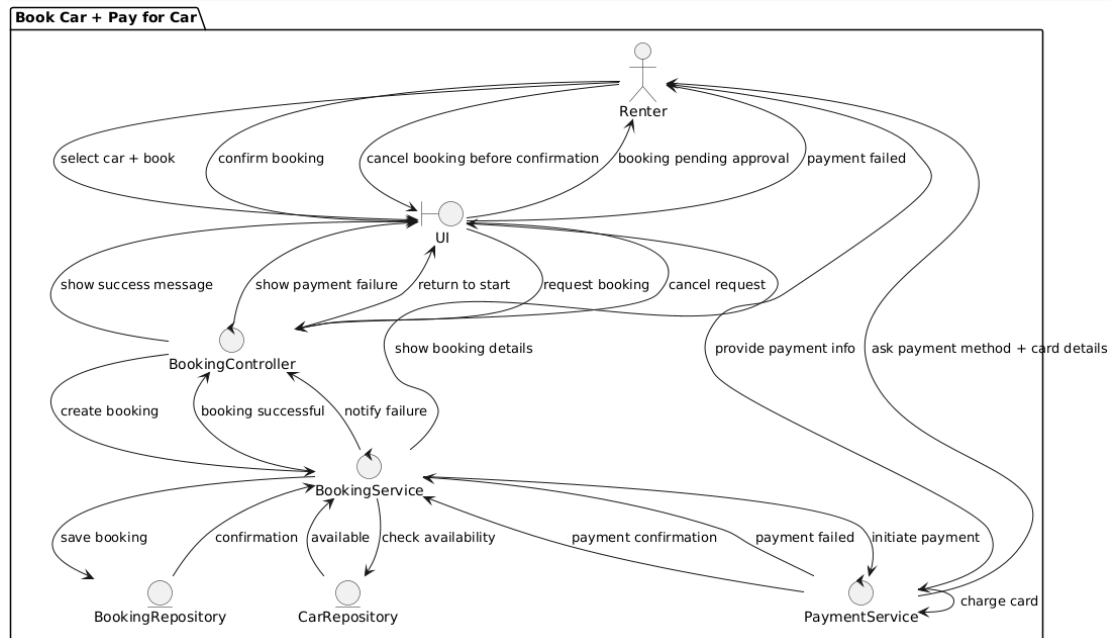 Book Car + Pay for Car
Renter
select car + book
confirm booking
cancel booking before confirmation
booking pending approval
payment failed
UI
show success message
show payment failure
return to start
request booking
cancel request
show booking details
provide payment info
ask payment method + card details
BookingController
create booking
booking successful
notify failure
BookingService
save booking
confirmation
available
check availability
payment confirmation
payment failed
initiate payment
BookingRepository
CarRepository
PaymentService
charge card